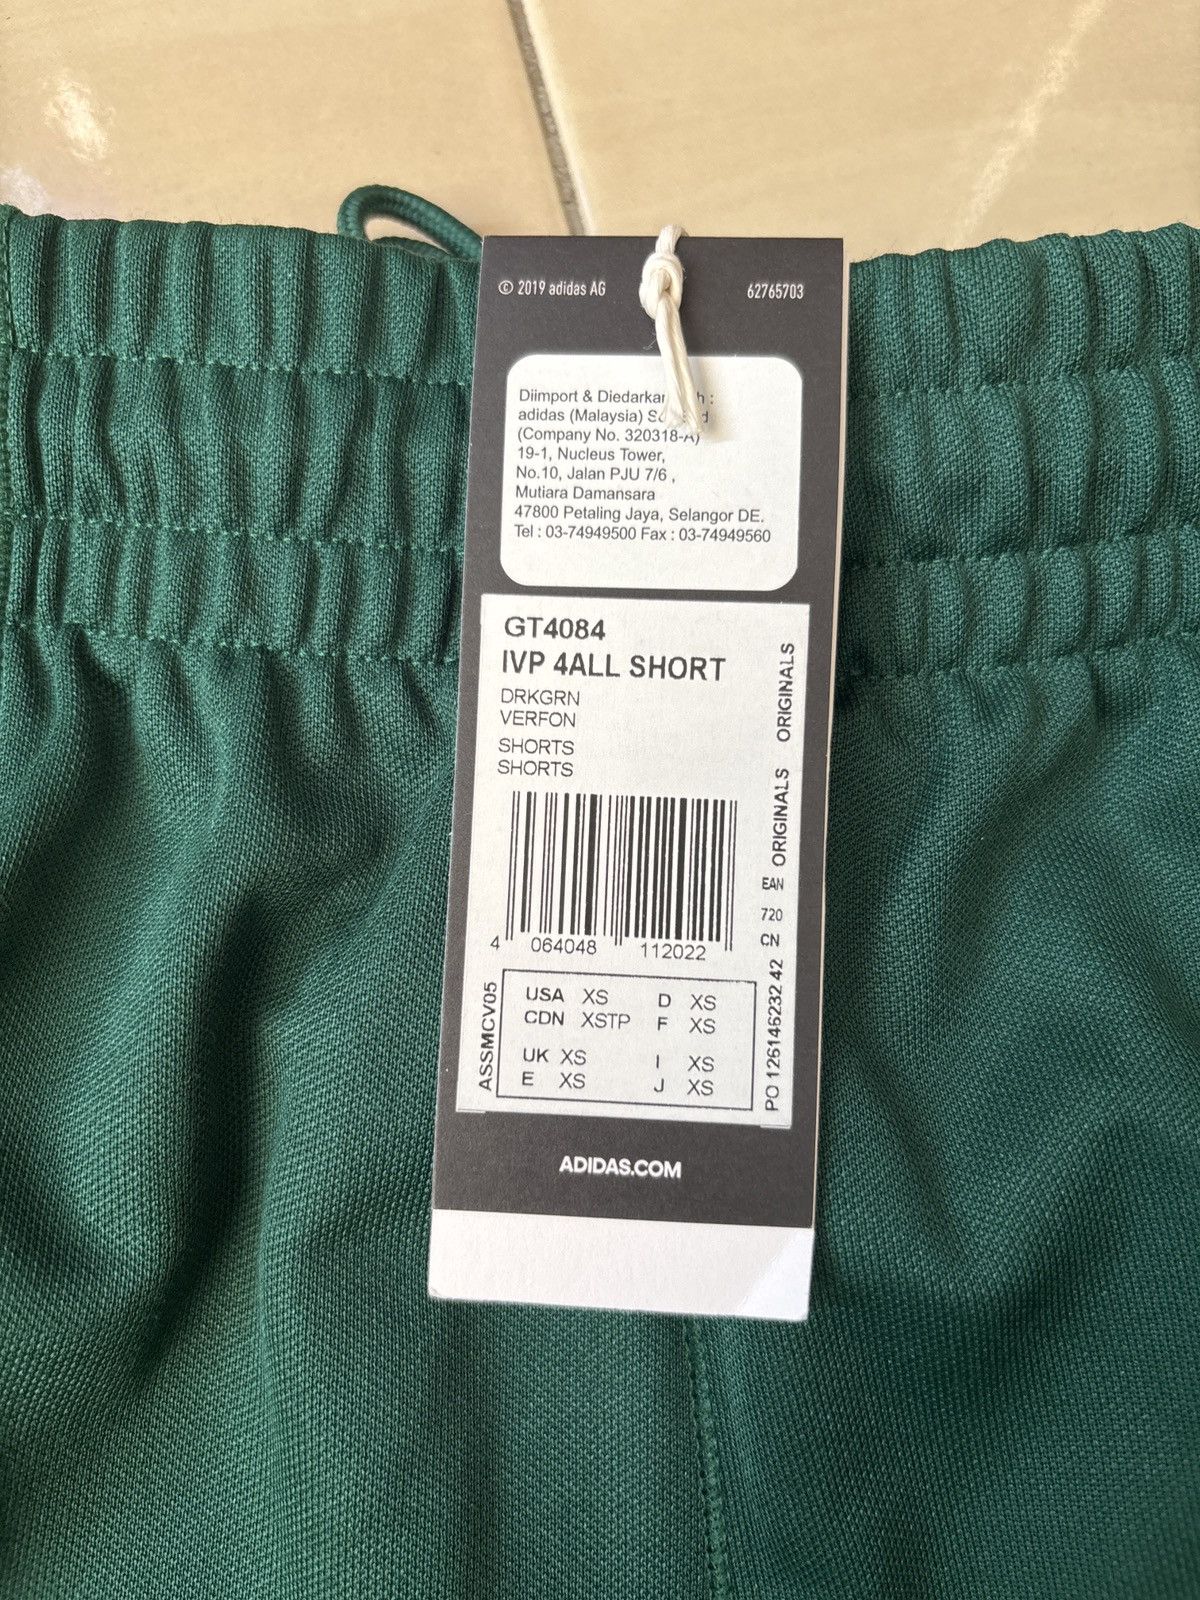 © 2019 adidas AG
62765703
Diimport & Diedarkan :
adidas (Malaysia)
(Company No. 320318-A)
19-1, Nucleus Tower,
No.10, Jalan PJU 7/6 ,
Mutiara Damansara
47800 Petaling Jaya, Selangor DE.
Tel : 03-74949500 Fax : 03-74949560
GT4084
IVP 4ALL SHORT
DRKGRN
VERFON
SHORTS
SHORTS
ORIGINALS
ORIGINALS
EAN
720
CN
PO 126146232 42
4 064048 112022
ASSMCV05
USA XS D XS
CDN XSTP F XS
UK XS I XS
E XS J XS
ADIDAS.COM